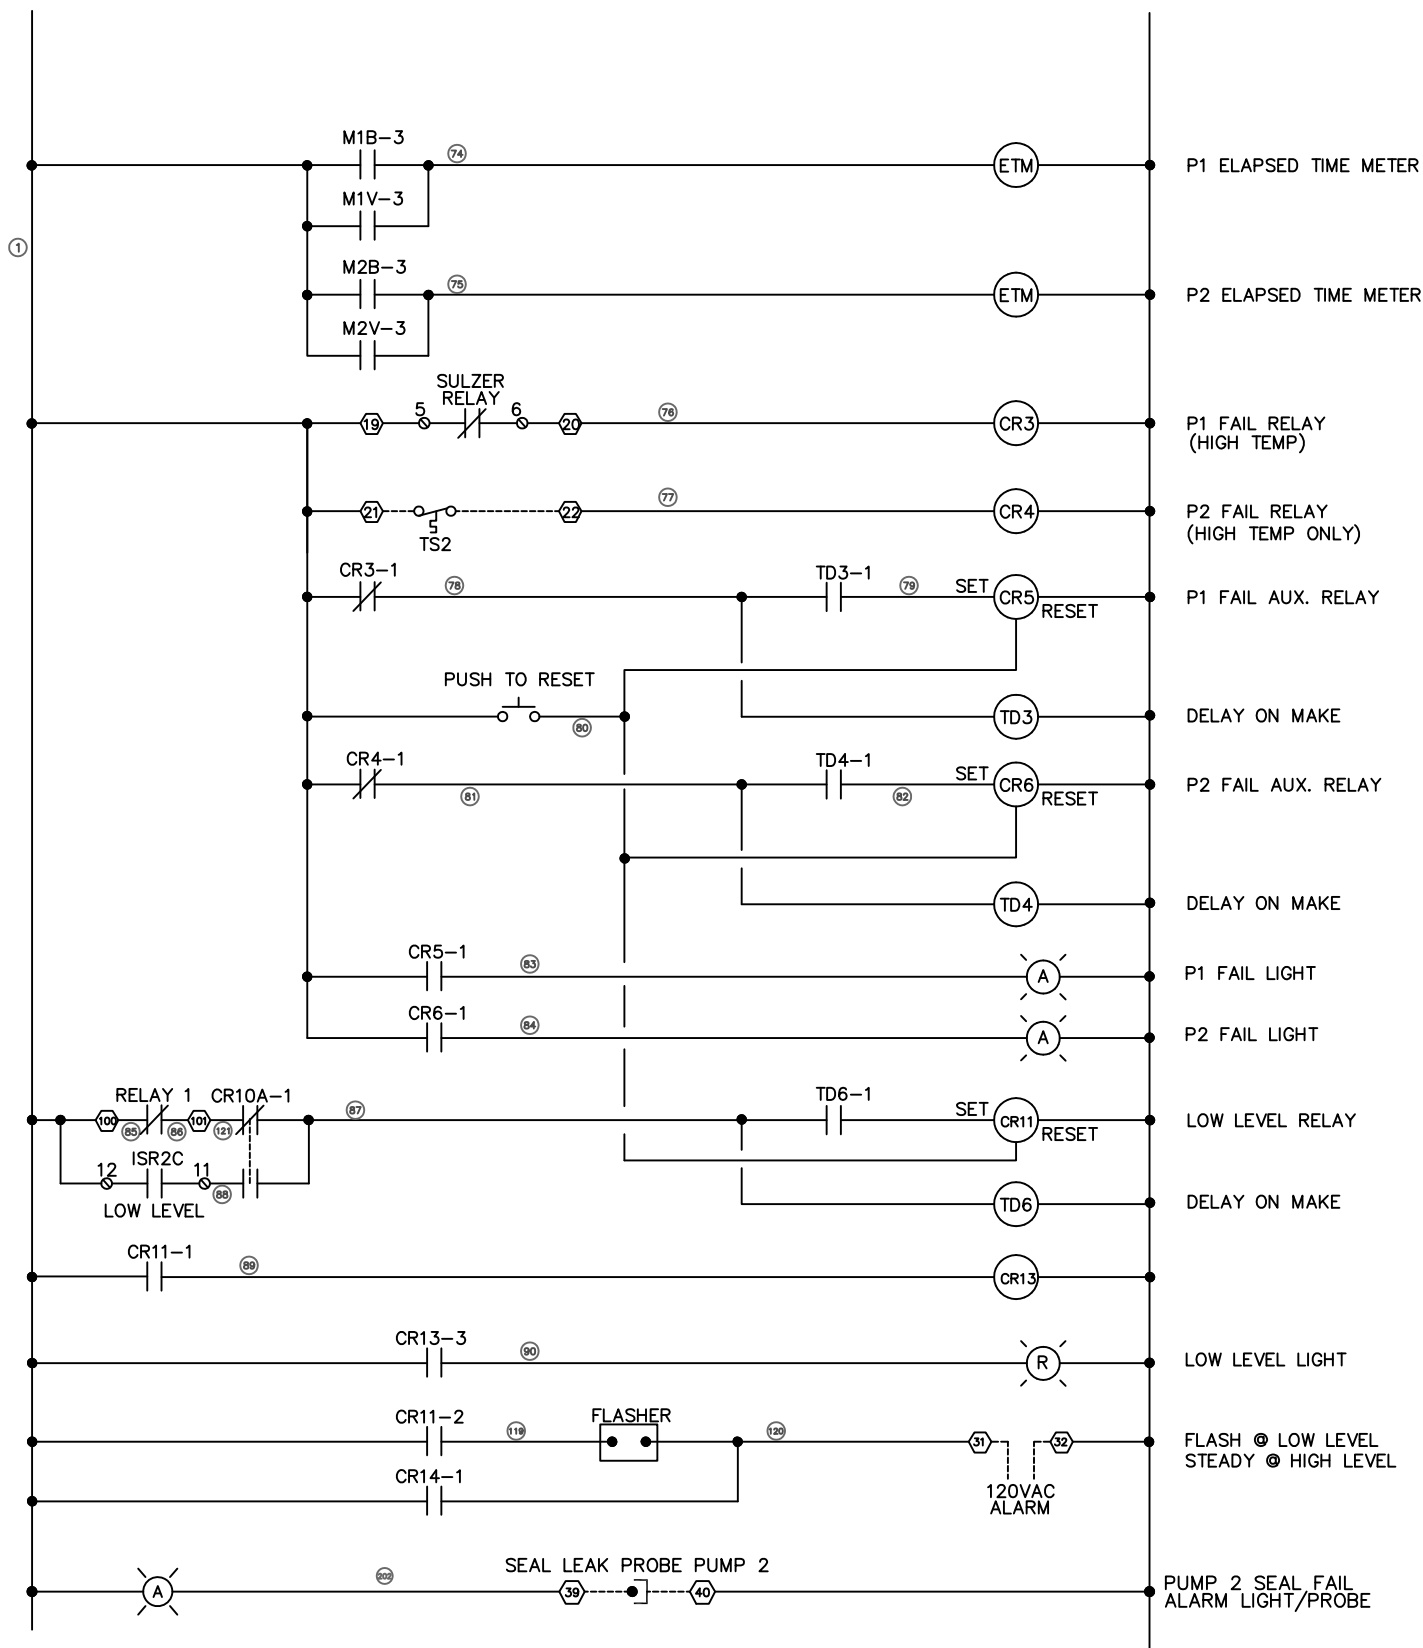 M1B-3
74
ETM
P1 ELAPSED TIME METER
M1V-3
1
M2B-3
75
ETM
P2 ELAPSED TIME METER
M2V-3
SULZER
RELAY
19
5
6
20
76
CR3
P1 FAIL RELAY
(HIGH TEMP)
21
TS2
22
77
CR4
P2 FAIL RELAY
(HIGH TEMP ONLY)
CR3-1
78
TD3-1
79
SET
CR5
RESET
P1 FAIL AUX. RELAY
PUSH TO RESET
80
TD3
DELAY ON MAKE
CR4-1
81
TD4-1
82
SET
CR6
RESET
P2 FAIL AUX. RELAY
TD4
DELAY ON MAKE
CR5-1
83
A
P1 FAIL LIGHT
CR6-1
84
A
P2 FAIL LIGHT
RELAY 1
CR10A-1
100
85
86
101
121
87
TD6-1
SET
CR11
RESET
LOW LEVEL RELAY
12
ISR2C
11
88
LOW LEVEL
TD6
DELAY ON MAKE
CR11-1
89
CR13
CR13-3
90
R
LOW LEVEL LIGHT
CR11-2
119
FLASHER
120
31
32
FLASH @ LOW LEVEL
STEADY @ HIGH LEVEL
CR14-1
120VAC
ALARM
A
202
SEAL LEAK PROBE PUMP 2
39
40
PUMP 2 SEAL FAIL
ALARM LIGHT/PROBE